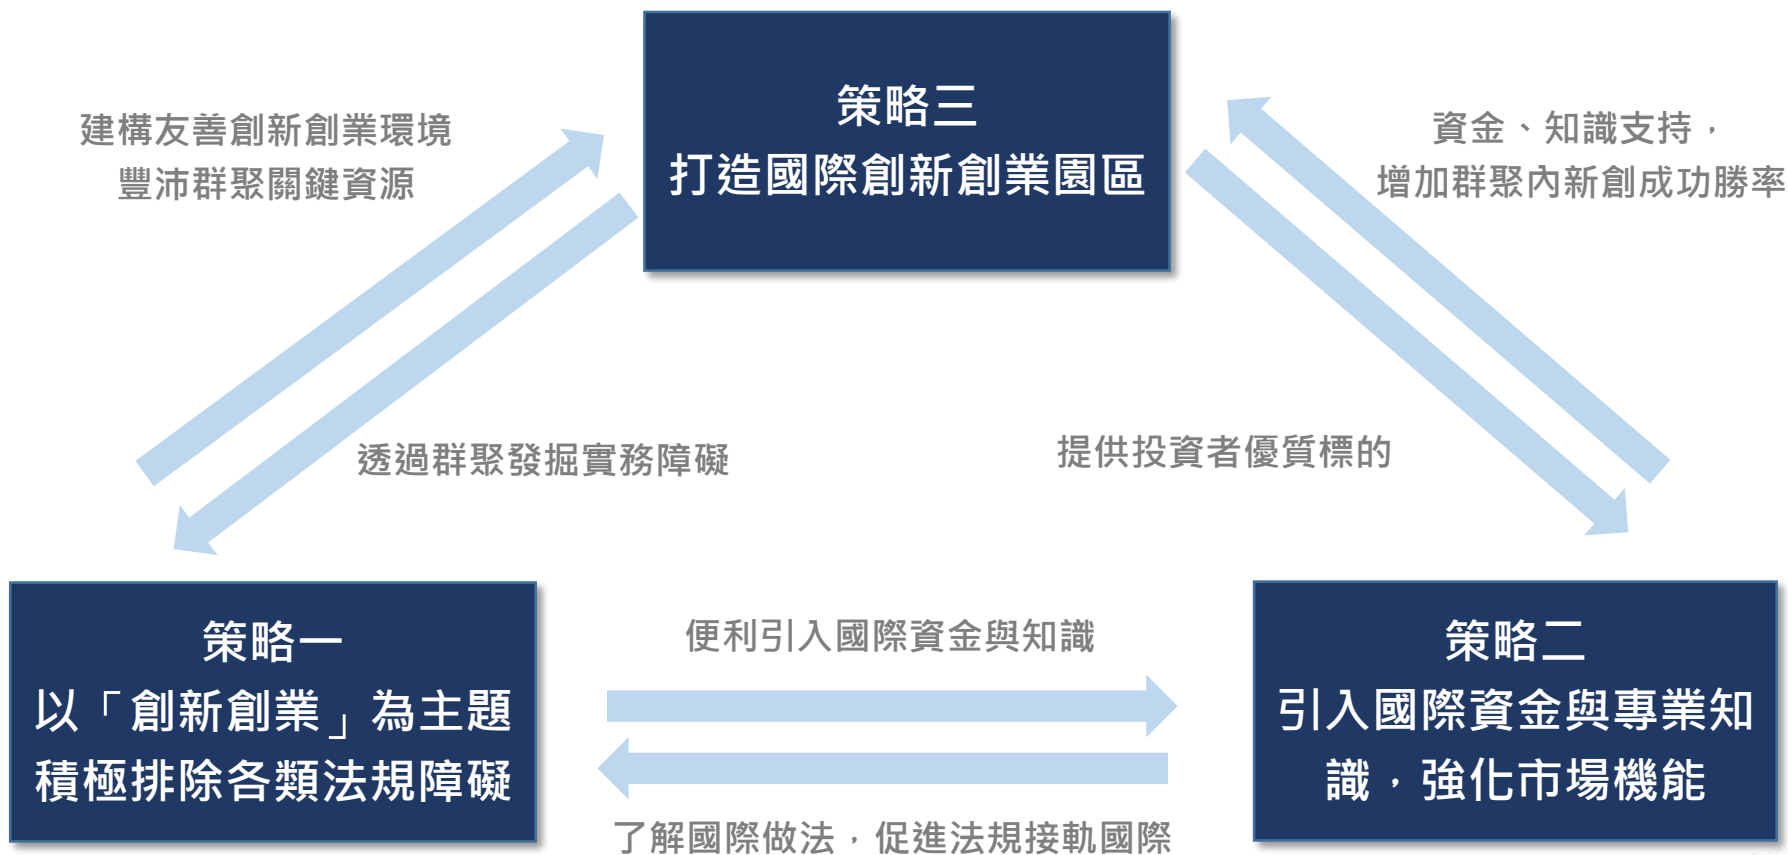 策略三
打造國際創新創業園區
建構友善創新創業環境
豐沛群聚關鍵資源
資金、知識支持，
增加群聚內新創成功勝率
透過群聚發掘實務障礙
提供投資者優質標的
策略一
以「創新創業」為主題
積極排除各類法規障礙
便利引入國際資金與知識
了解國際做法，促進法規接軌國際
策略二
引入國際資金與專業知
識，強化市場機能